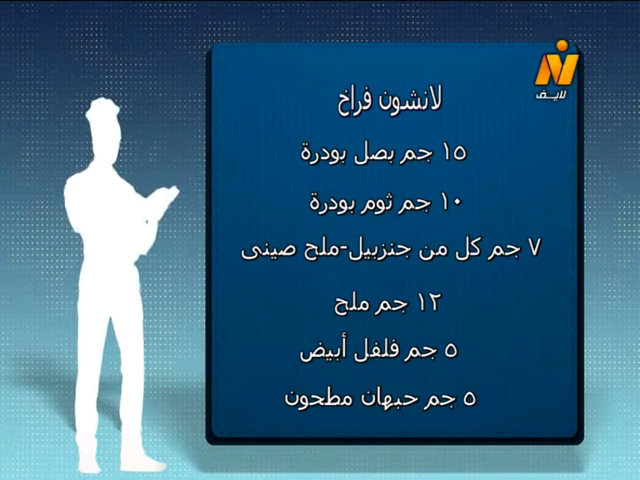 لايف
لانشون فراخ
١٥ جم بصل بودرة
١٠ جم ثوم بودرة
٧ جم كل من جنزبيل-ملح صينى
١٢ جم ملح
٥ جم فلفل أبيض
٥ جم حبهان مطحون